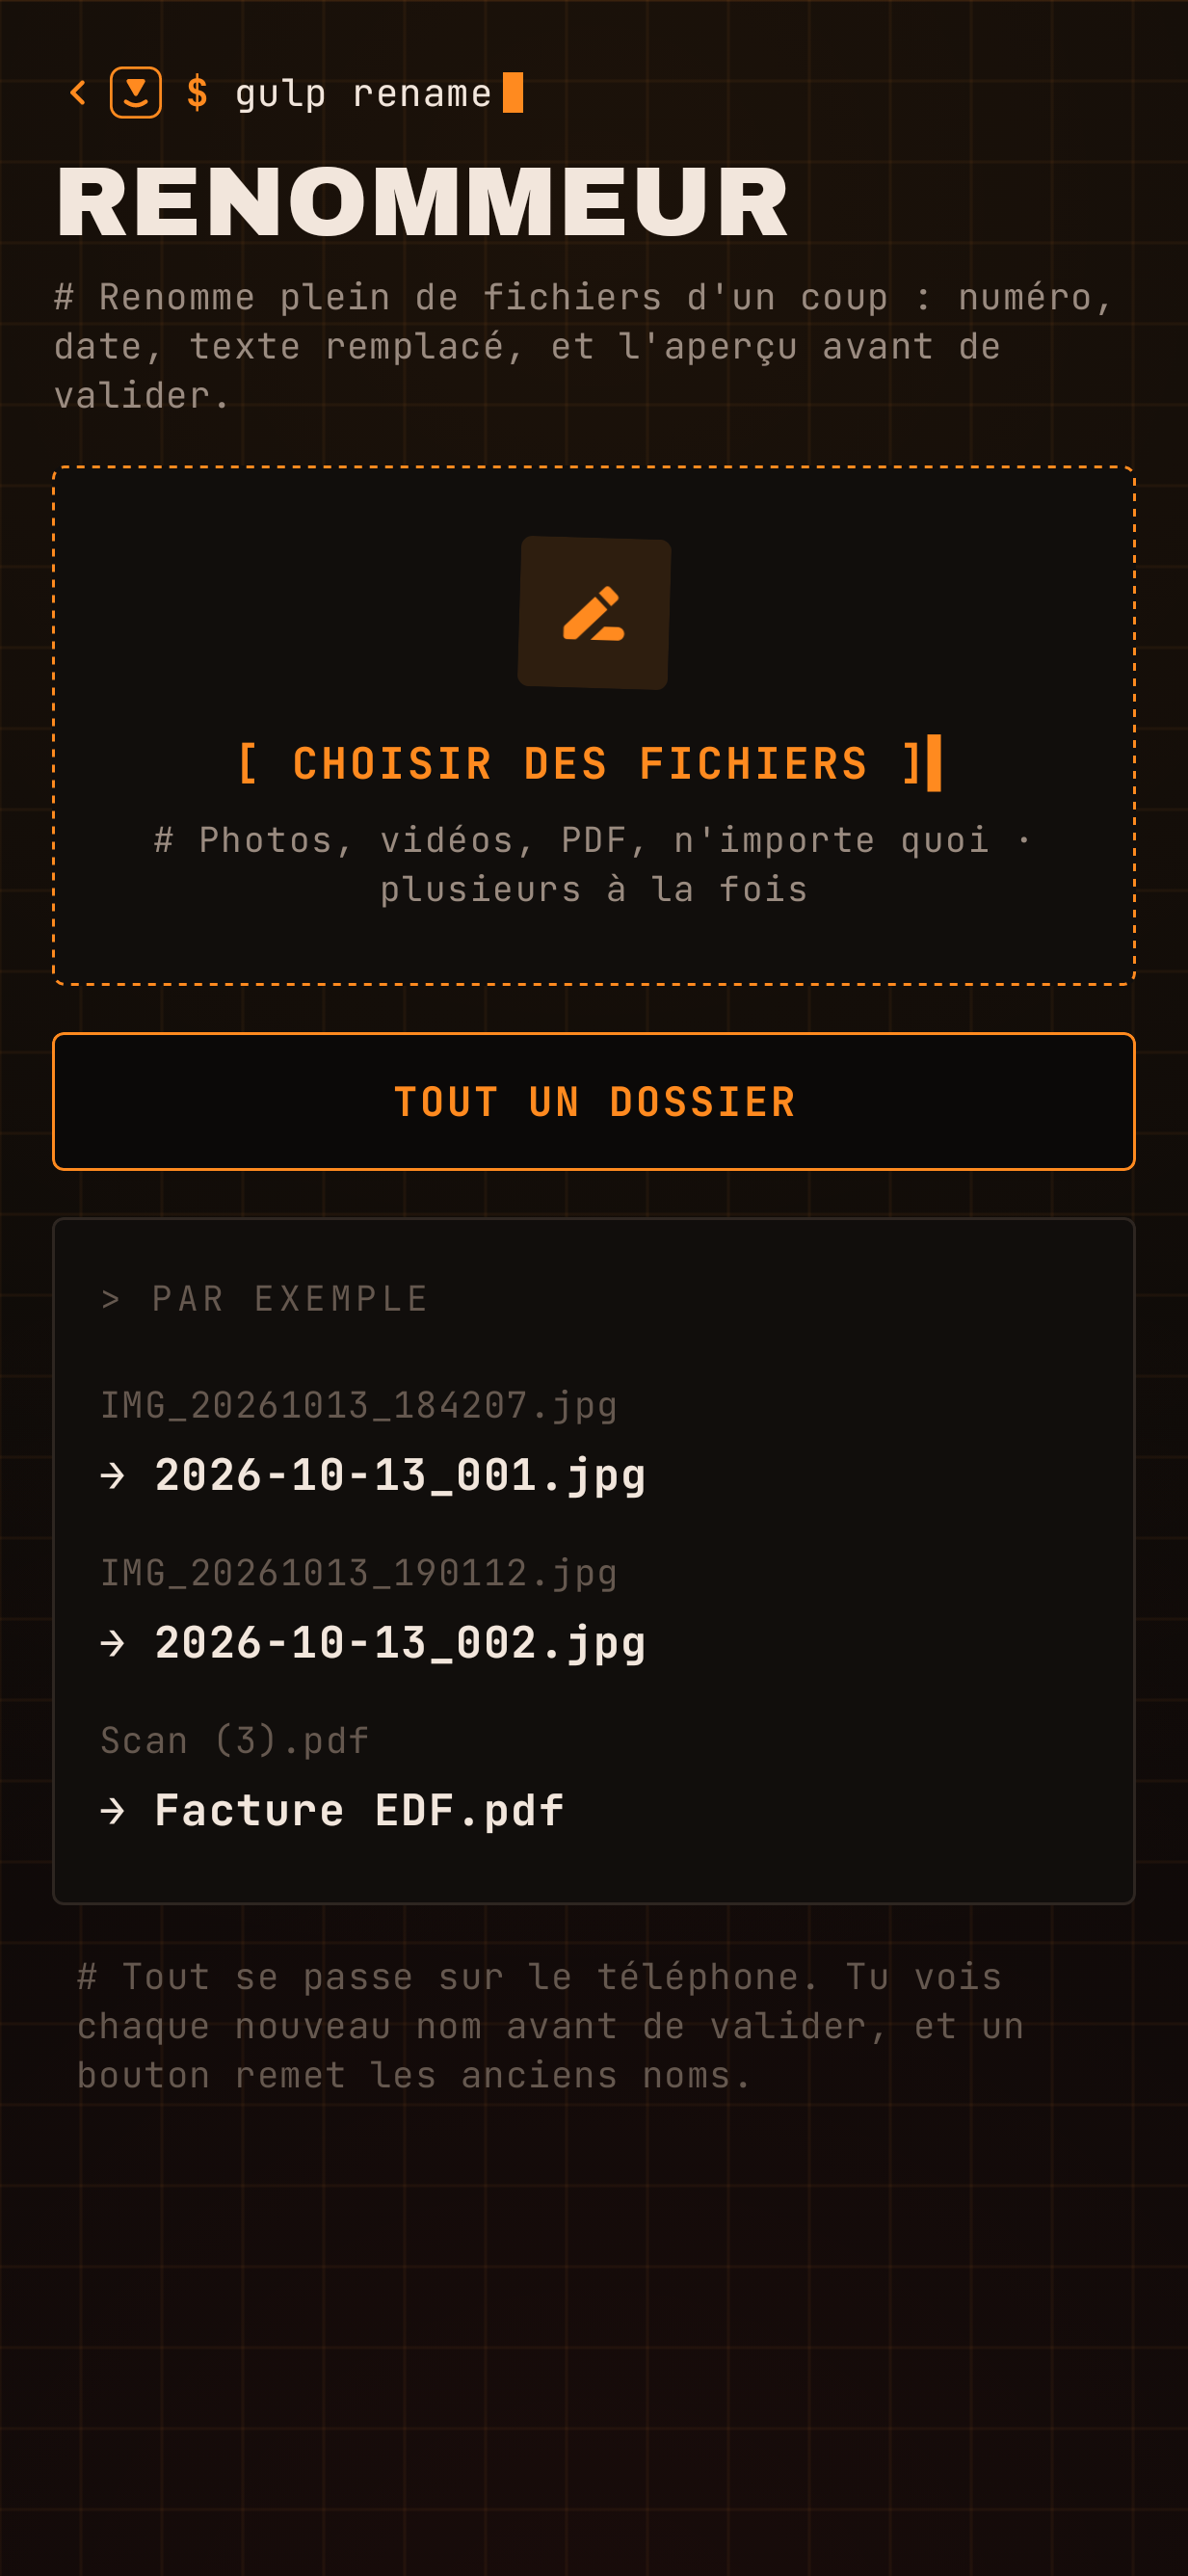 $ gulp rename
RENOMMEUR
# Renomme plein de fichiers d'un coup : numéro,
date, texte remplacé, et l'aperçu avant de
valider.
[ CHOISIR DES FICHIERS ]
# Photos, vidéos, PDF, n'importe quoi ·
plusieurs à la fois
TOUT UN DOSSIER
> PAR EXEMPLE
IMG_20261013_184207.jpg
→ 2026-10-13_001.jpg
IMG_20261013_190112.jpg
→ 2026-10-13_002.jpg
Scan (3).pdf
→ Facture EDF.pdf
# Tout se passe sur le téléphone. Tu vois
chaque nouveau nom avant de valider, et un
bouton remet les anciens noms.